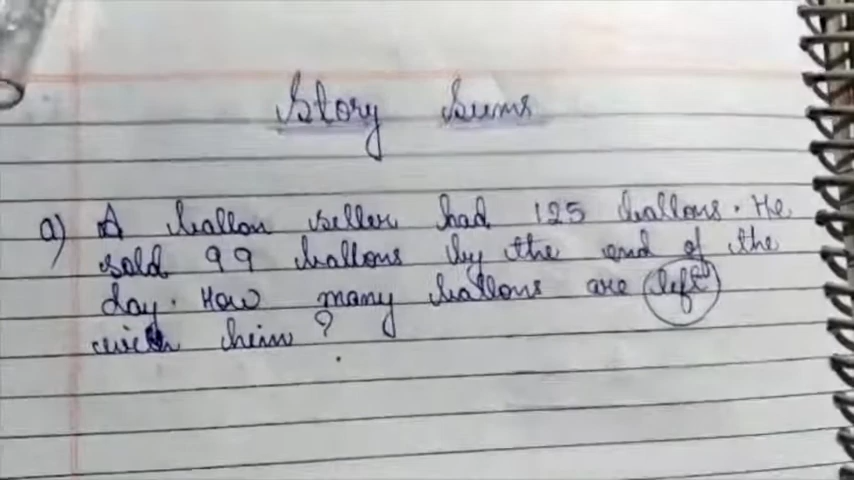 Story Sums
a) A ballon seller had 125 ballons. He
sold 99 ballons by the end of the
day. How many ballons are left
with him?